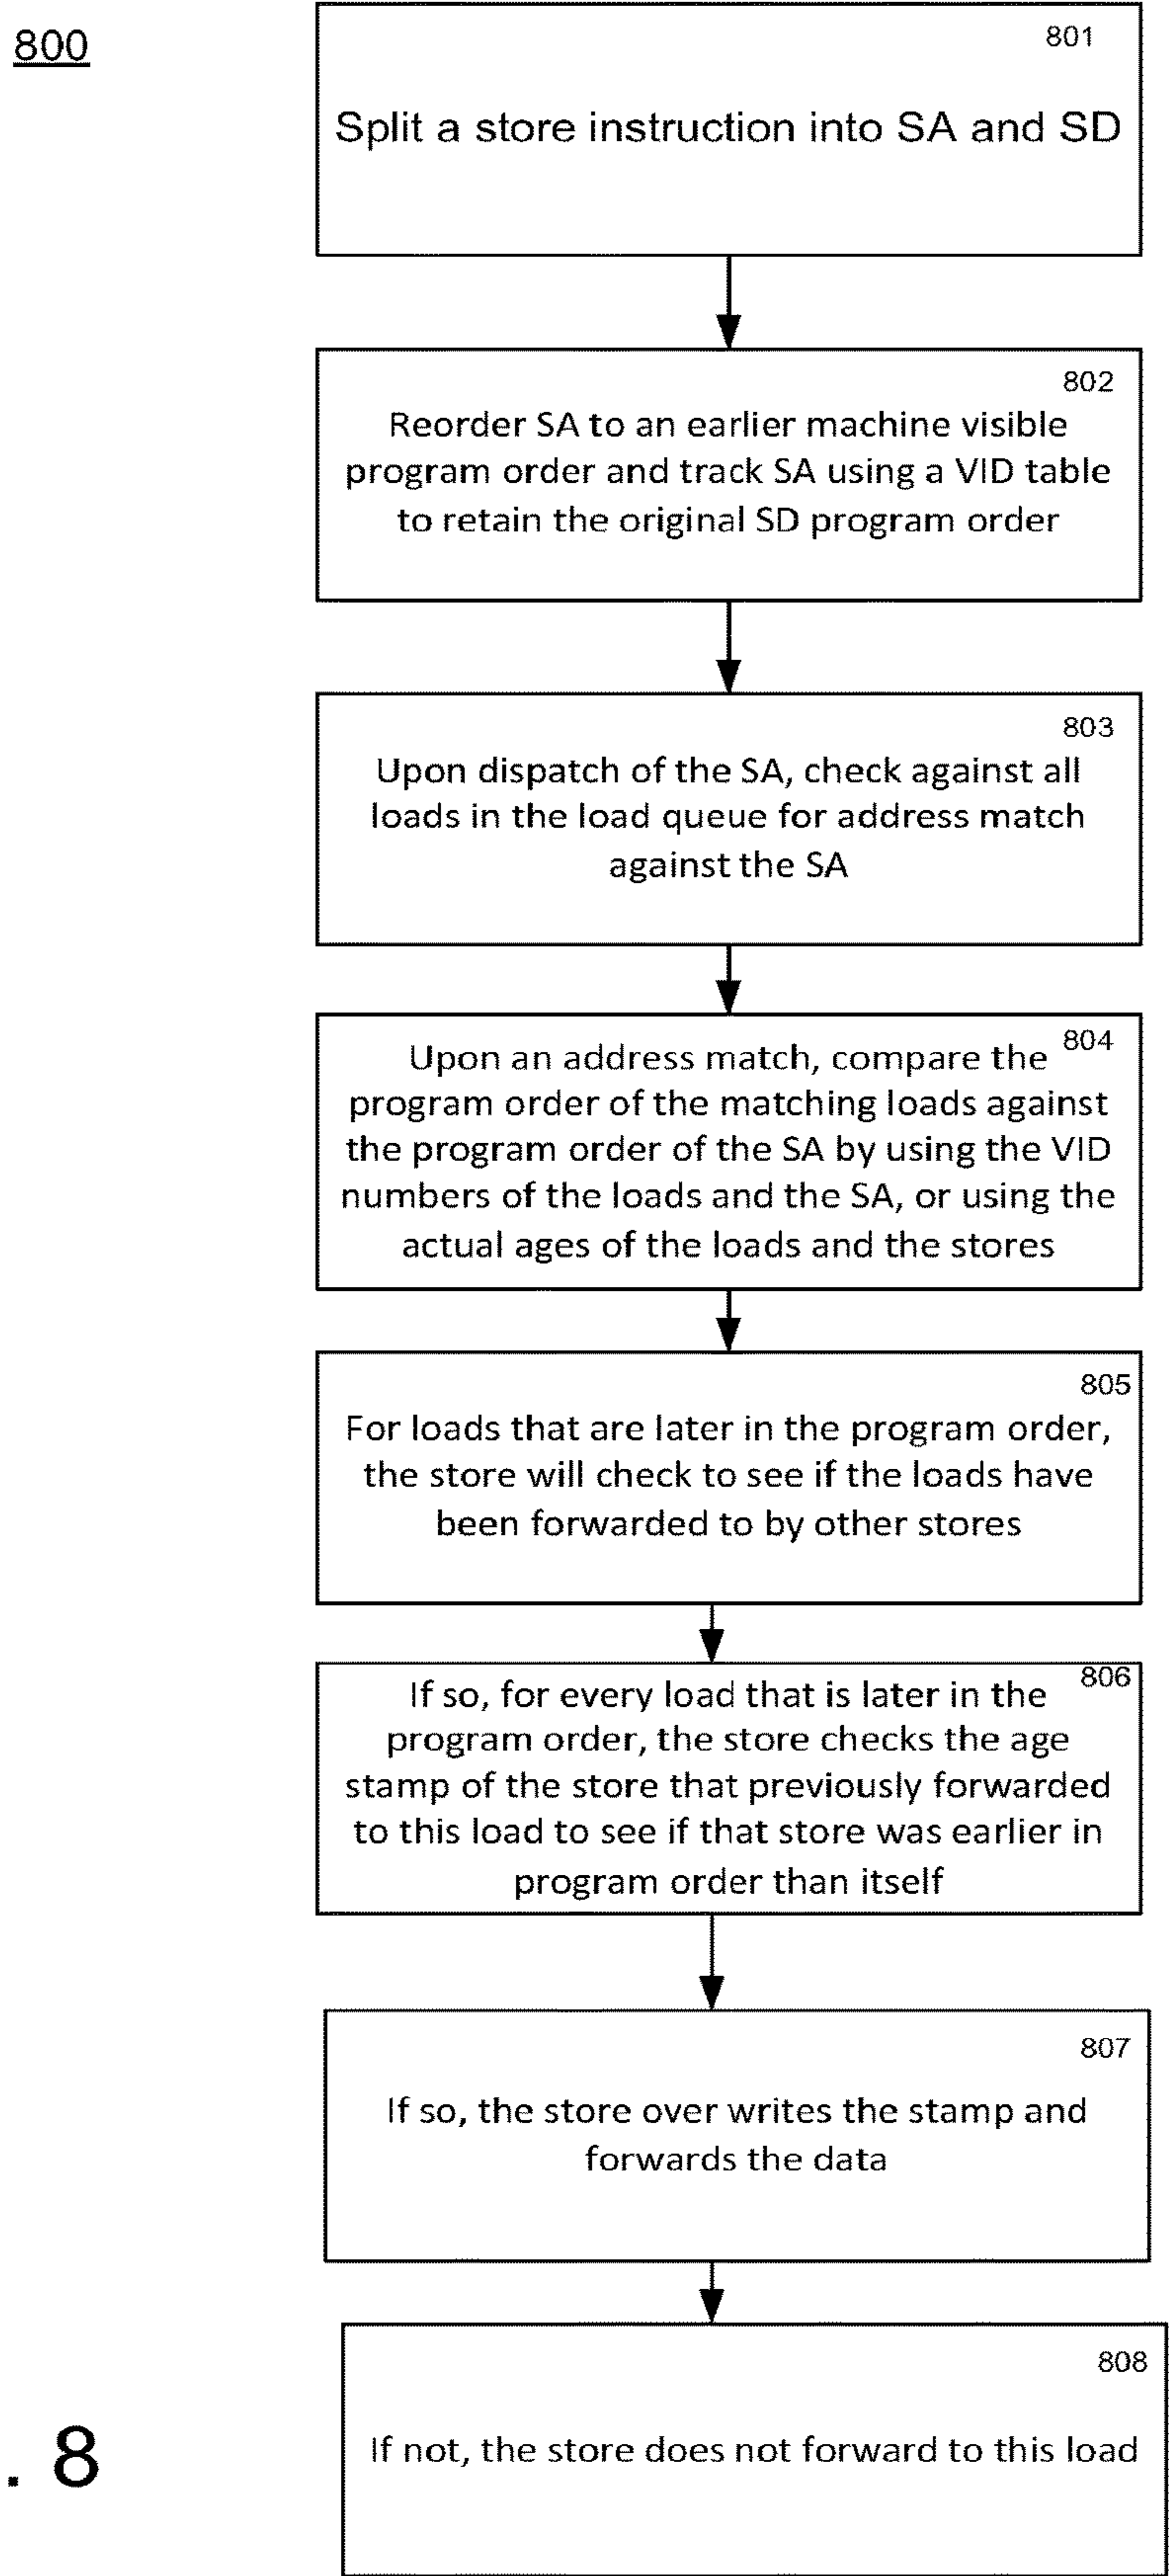 800
801
Split a store instruction into SA and SD
802
Reorder SA to an earlier machine visible
program order and track SA using a VID table
to retain the original SD program order
803
Upon dispatch of the SA, check against all
loads in the load queue for address match
against the SA
804
Upon an address match, compare the
program order of the matching loads against
the program order of the SA by using the VID
numbers of the loads and the SA, or using the
actual ages of the loads and the stores
805
For loads that are later in the program order,
the store will check to see if the loads have
been forwarded to by other stores
806
If so, for every load that is later in the
program order, the store checks the age
stamp of the store that previously forwarded
to this load to see if that store was earlier in
program order than itself
807
If so, the store over writes the stamp and
forwards the data
808
If not, the store does not forward to this load
. 8